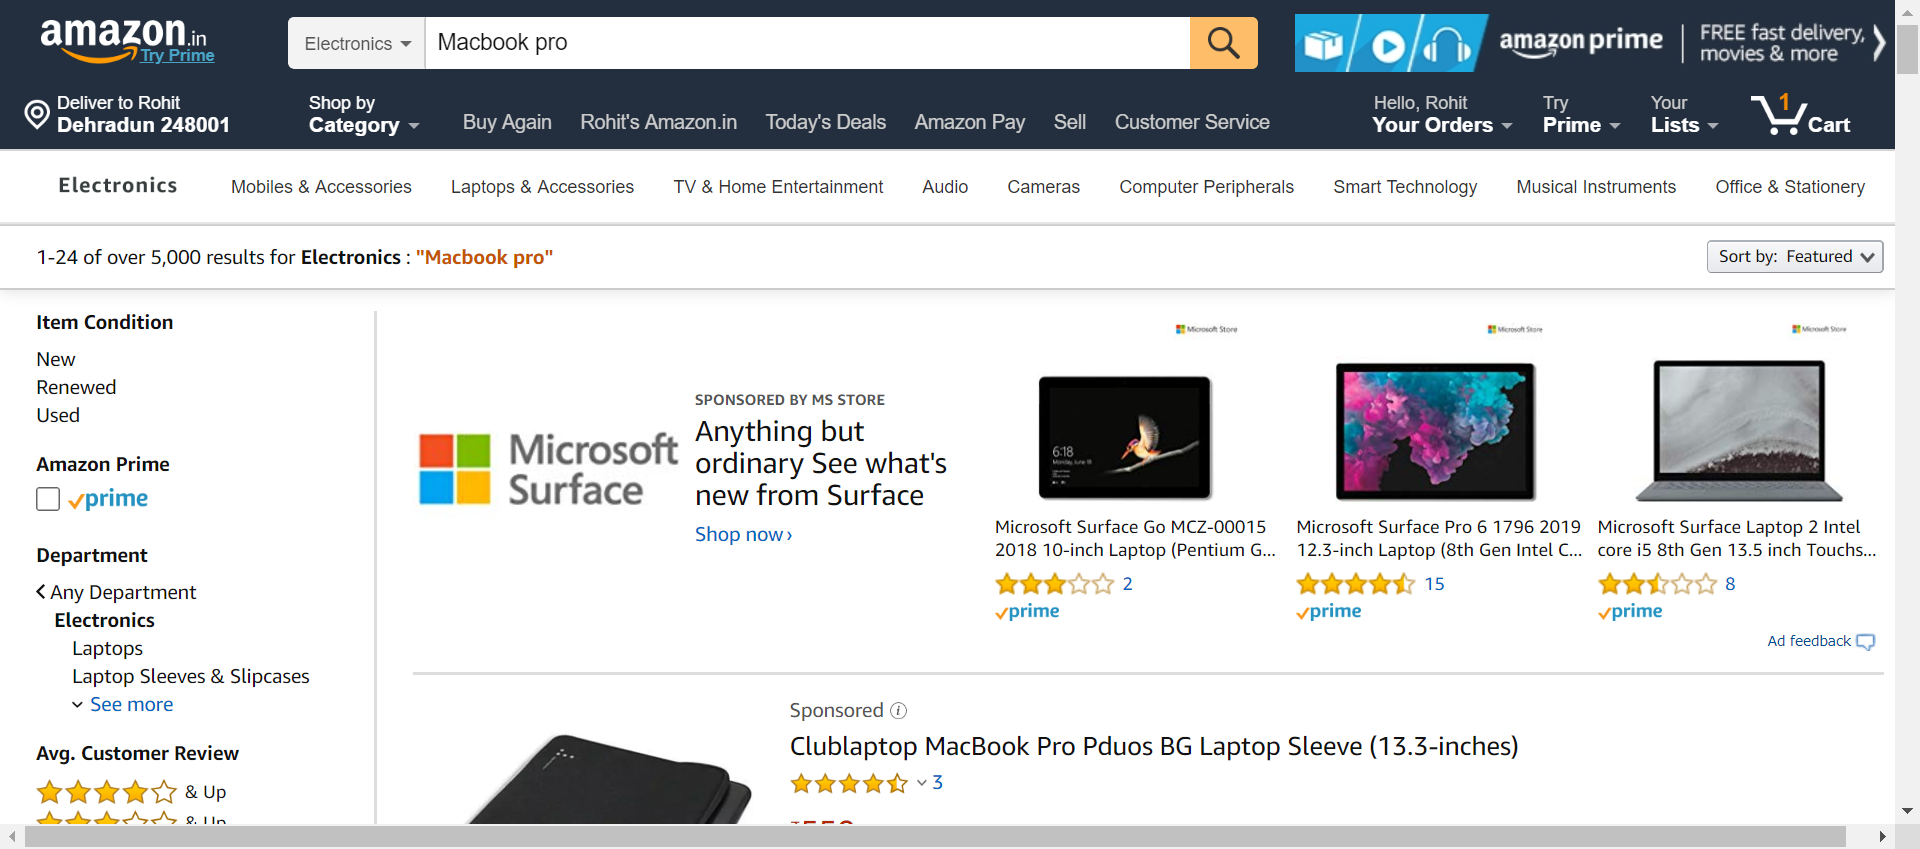 amazon.in
Try Prime
Electronics
Macbook pro
amazon prime
FREE fast delivery,
movies & more
Deliver to Rohit
Dehradun 248001
Shop by
Category
Buy Again
Rohit's Amazon.in
Today's Deals
Amazon Pay
Sell
Customer Service
Hello, Rohit
Your Orders
Try
Prime
Your
Lists
1
Cart
Electronics
Mobiles & Accessories
Laptops & Accessories
TV & Home Entertainment
Audio
Cameras
Computer Peripherals
Smart Technology
Musical Instruments
Office & Stationery
1-24 of over 5,000 results for Electronics : "Macbook pro"
Sort by: Featured
Item Condition
New
Renewed
Used
Amazon Prime
prime
Department
Any Department
Electronics
Laptops
Laptop Sleeves & Slipcases
See more
Avg. Customer Review
& Up
& Up
Microsoft
Surface
SPONSORED BY MS STORE
Anything but
ordinary See what's
new from Surface
Shop now›
Microsoft Store
6:18
Microsoft Surface Go MCZ-00015
2018 10-inch Laptop (Pentium G...
2
prime
Microsoft Store
Microsoft Surface Pro 6 1796 2019
12.3-inch Laptop (8th Gen Intel C...
15
prime
Microsoft Store
Microsoft Surface Laptop 2 Intel
core i5 8th Gen 13.5 inch Touchs...
8
prime
Ad feedback
Sponsored
Clublaptop MacBook Pro Pduos BG Laptop Sleeve (13.3-inches)
3